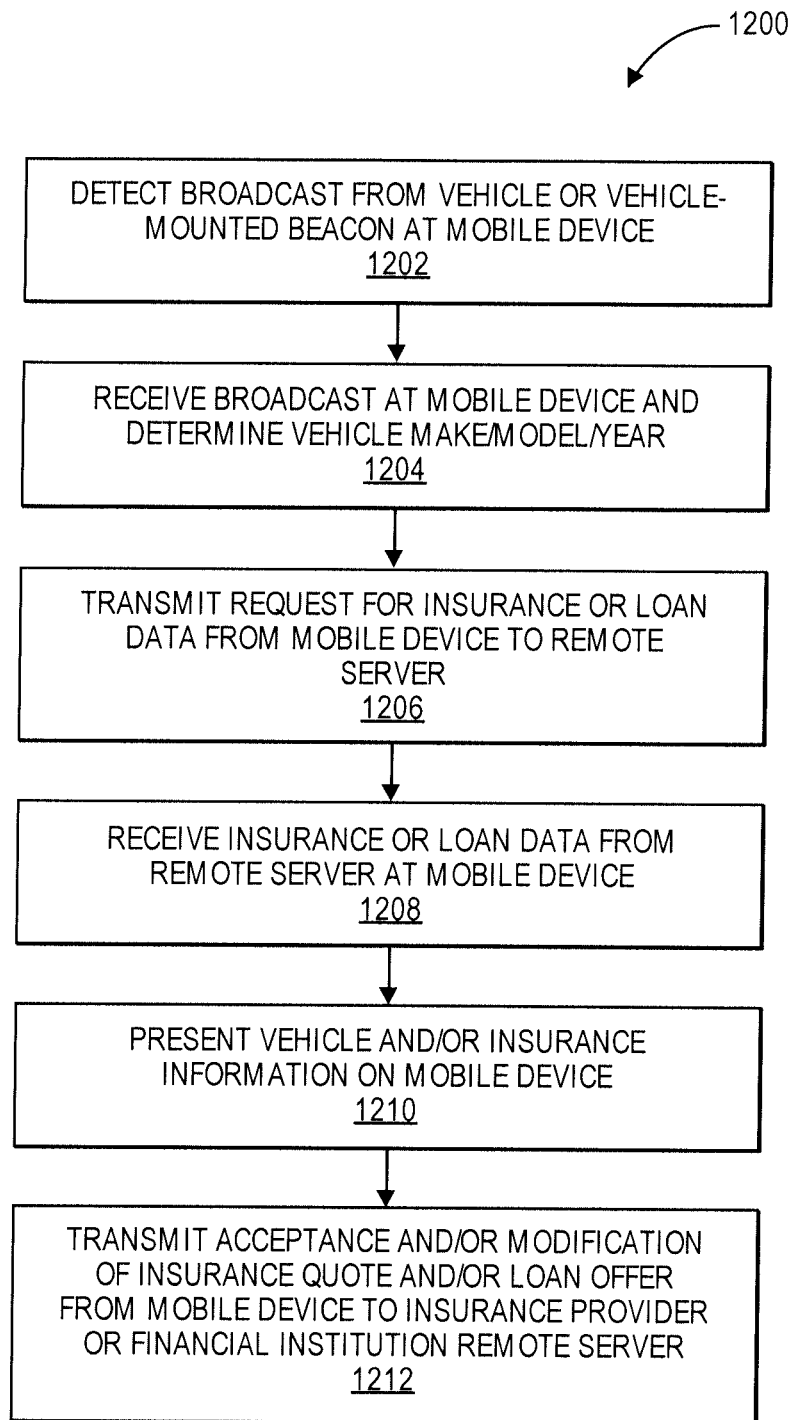 1200
DETECT BROADCAST FROM VEHICLE OR VEHICLE-
MOUNTED BEACON AT MOBILE DEVICE
1202
RECEIVE BROADCAST AT MOBILE DEVICE AND
DETERMINE VEHICLE MAKE/MODEL/YEAR
1204
TRANSMIT REQUEST FOR INSURANCE OR LOAN
DATA FROM MOBILE DEVICE TO REMOTE
SERVER
1206
RECEIVE INSURANCE OR LOAN DATA FROM
REMOTE SERVER AT MOBILE DEVICE
1208
PRESENT VEHICLE AND/OR INSURANCE
INFORMATION ON MOBILE DEVICE
1210
TRANSMIT ACCEPTANCE AND/OR MODIFICATION
OF INSURANCE QUOTE AND/OR LOAN OFFER
FROM MOBILE DEVICE TO INSURANCE PROVIDER
OR FINANCIAL INSTITUTION REMOTE SERVER
1212